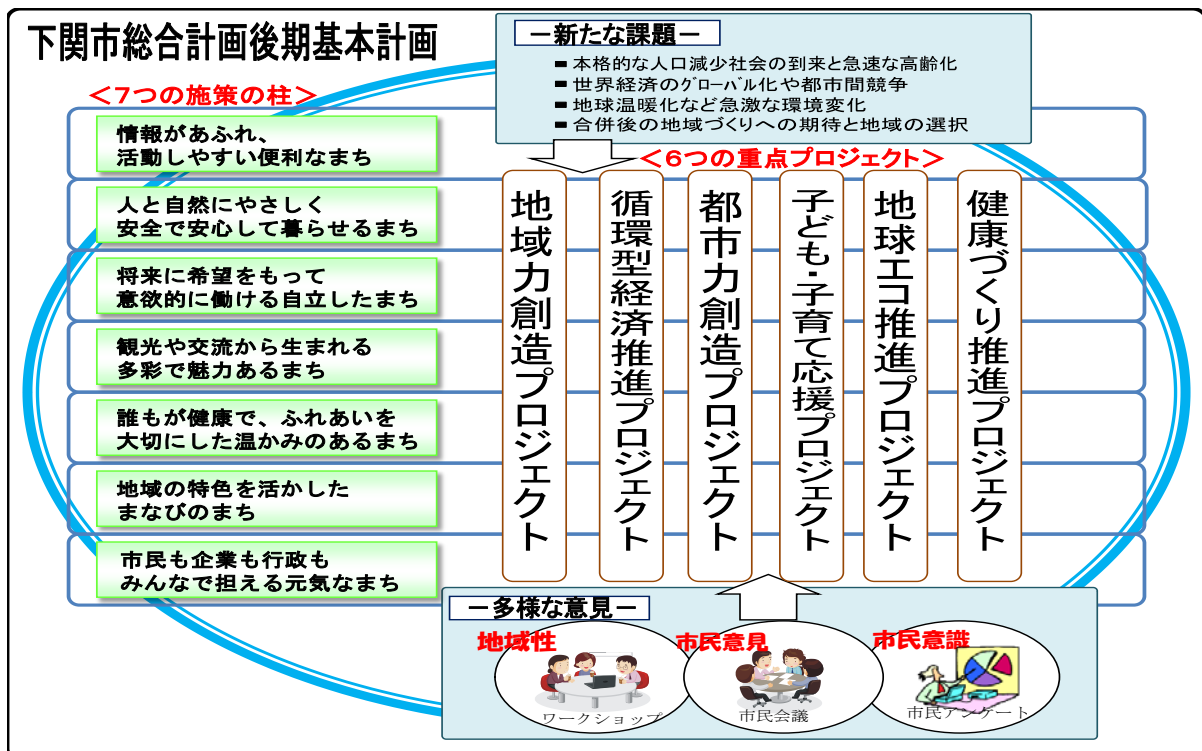 下関市総合計画後期基本計画
－新たな課題－
■ 本格的な人口減少社会の到来と急速な高齢化
■ 世界経済のグローバル化や都市間競争
■ 地球温暖化など急激な環境変化
■ 合併後の地域づくりへの期待と地域の選択
＜７つの施策の柱＞
情報があふれ、
活動しやすい便利なまち
人と自然にやさしく
安全で安心して暮らせるまち
将来に希望をもって
意欲的に働ける自立したまち
観光や交流から生まれる
多彩で魅力あるまち
誰もが健康で、ふれあいを
大切にした温かみのあるまち
地域の特色を活かした
まなびのまち
市民も企業も行政も
みんなで担える元気なまち
＜６つの重点プロジェクト＞
地域力創造プロジェクト
循環型経済推進プロジェクト
都市力創造プロジェクト
子ども・子育て応援プロジェクト
地球エコ推進プロジェクト
健康づくり推進プロジェクト
－多様な意見－
地域性
ワークショップ
市民意見
市民会議
市民意識
市民アンケート